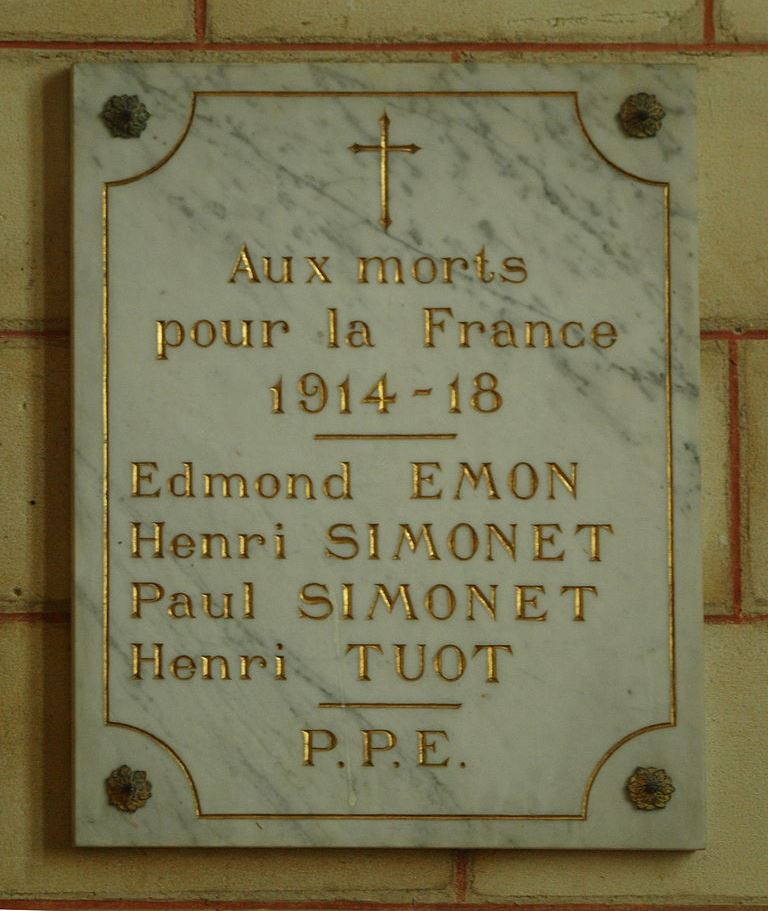 Aux morts
pour la France
1914-18
Edmond EMON
Henri SIMONET
Paul SIMONET
Henri TUOT
P.P.E.